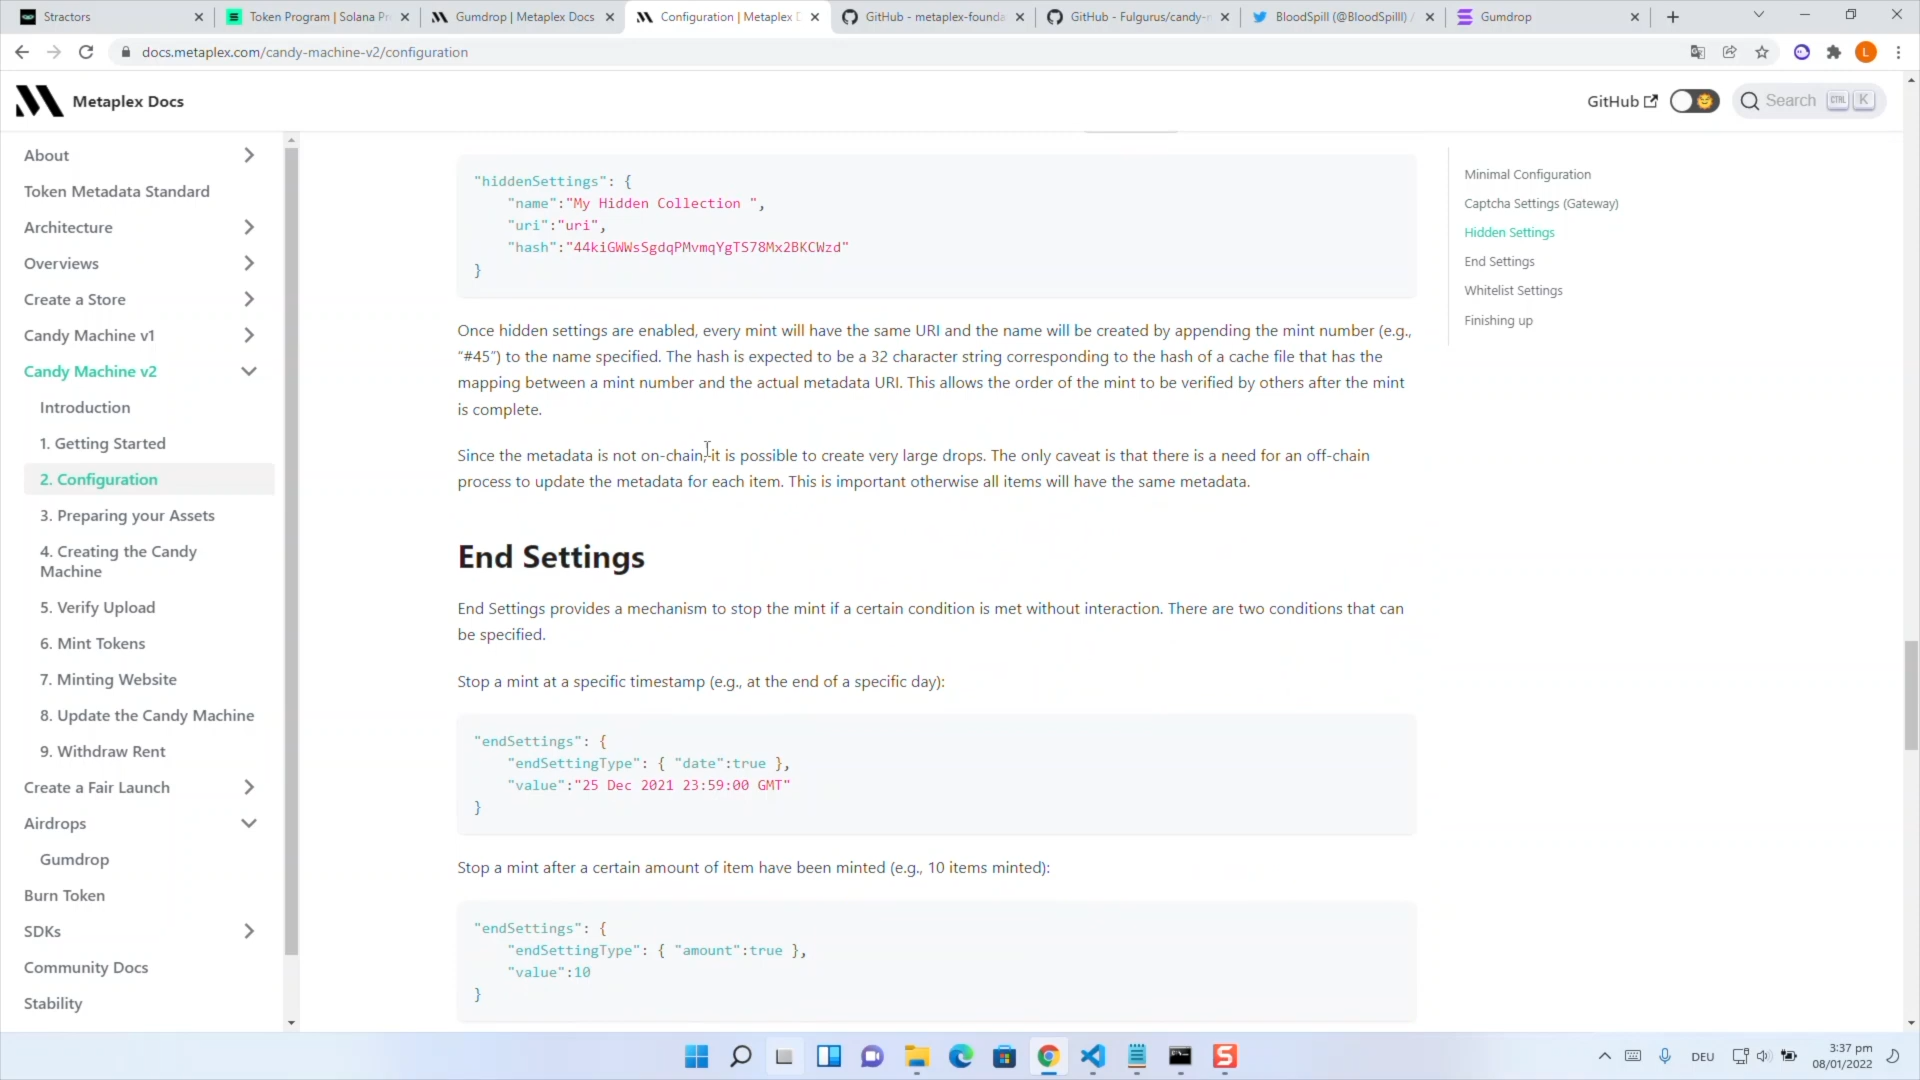 Stractors
Token Program | Solana Pr
Gumdrop | Metaplex Docs
Configuration | Metaplex D
GitHub - metaplex-founda
GitHub - Fulgurus/candy-m
BloodSpill (@BloodSpilll) /
Gumdrop
docs.metaplex.com/candy-machine-v2/configuration
L
Metaplex Docs
GitHub
Search
CTRL
K
About
Token Metadata Standard
Architecture
Overviews
Create a Store
Candy Machine v1
Candy Machine v2
Introduction
1. Getting Started
2. Configuration
3. Preparing your Assets
4. Creating the Candy
Machine
5. Verify Upload
6. Mint Tokens
7. Minting Website
8. Update the Candy Machine
9. Withdraw Rent
Create a Fair Launch
Airdrops
Gumdrop
Burn Token
SDKs
Community Docs
Stability
"hiddenSettings": {
"name":"My Hidden Collection ",
"uri":"uri",
"hash":"44kiGWWsSgdqPMvmqYgTS78Mx2BKCWzd"
}
Once hidden settings are enabled, every mint will have the same URI and the name will be created by appending the mint number (e.g.,
“#45”) to the name specified. The hash is expected to be a 32 character string corresponding to the hash of a cache file that has the
mapping between a mint number and the actual metadata URI. This allows the order of the mint to be verified by others after the mint
is complete.
Since the metadata is not on-chain, it is possible to create very large drops. The only caveat is that there is a need for an off-chain
process to update the metadata for each item. This is important otherwise all items will have the same metadata.
End Settings
End Settings provides a mechanism to stop the mint if a certain condition is met without interaction. There are two conditions that can
be specified.
Stop a mint at a specific timestamp (e.g., at the end of a specific day):
"endSettings": {
"endSettingType": { "date":true },
"value":"25 Dec 2021 23:59:00 GMT"
}
Stop a mint after a certain amount of item have been minted (e.g., 10 items minted):
"endSettings": {
"endSettingType": { "amount":true },
"value":10
}
Minimal Configuration
Captcha Settings (Gateway)
Hidden Settings
End Settings
Whitelist Settings
Finishing up
DEU
3:37 pm
08/01/2022